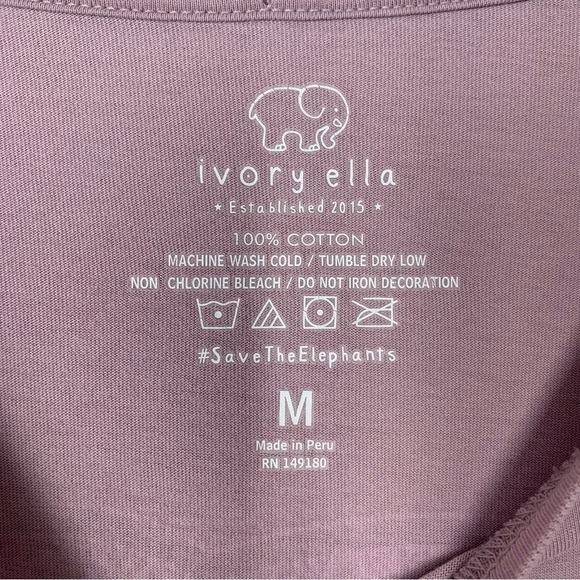 ivory ella
★ Established 2015 ★
100% COTTON
MACHINE WASH COLD / TUMBLE DRY LOW
NON CHLORINE BLEACH / DO NOT IRON DECORATION
#SaveTheElephants
M
Made in Peru
RN 149180